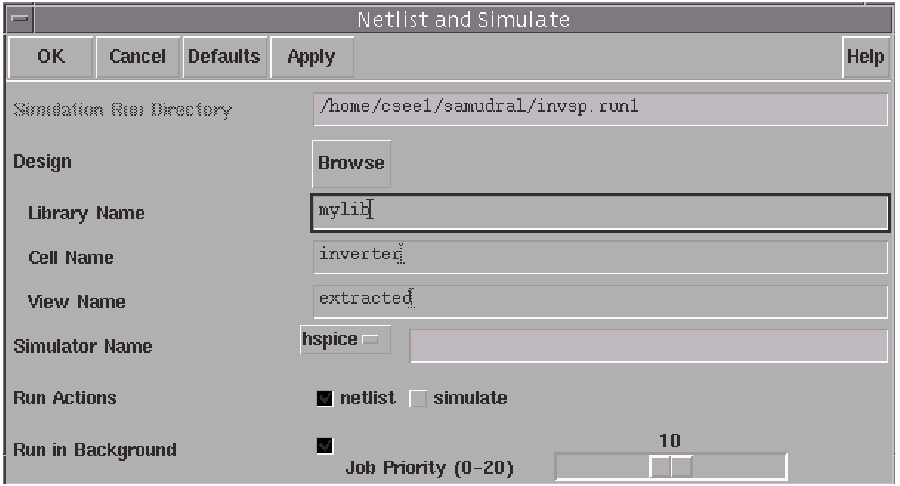 Netlist and Simulate
OK Cancel Defaults Apply Help
Simulation Run Directory /home/csee1/samudral/invsp.run1
Design Browse
Library Name mylib
Cell Name inverter
View Name extracted
Simulator Name hspice
Run Actions netlist simulate
Run in Background
10
Job Priority (0-20)